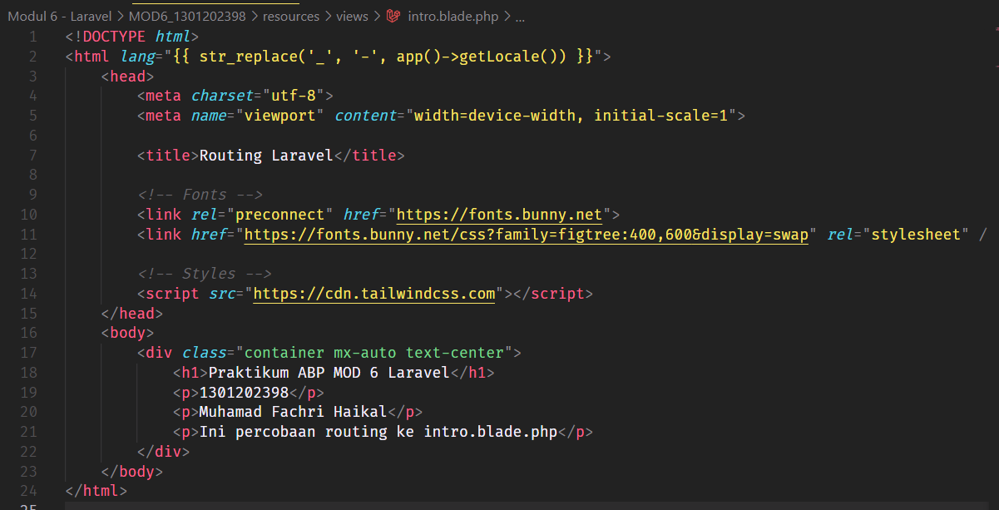 Modul 6 - Laravel > MOD6_1301202398 > resources > views > intro.blade.php > ...
1 <!DOCTYPE html>
2 <html lang="{{ str_replace('_', '-', app()->getLocale()) }}">
3 <head>
4 <meta charset="utf-8">
5 <meta name="viewport" content="width=device-width, initial-scale=1">
6
7 <title>Routing Laravel</title>
8
9 <!-- Fonts -->
10 <link rel="preconnect" href="https://fonts.bunny.net">
11 <link href="https://fonts.bunny.net/css?family=figtree:400,600&display=swap" rel="stylesheet" /
12
13 <!-- Styles -->
14 <script src="https://cdn.tailwindcss.com"></script>
15 </head>
16 <body>
17 <div class="container mx-auto text-center">
18 <h1>Praktikum ABP MOD 6 Laravel</h1>
19 <p>1301202398</p>
20 <p>Muhamad Fachri Haikal</p>
21 <p>Ini percobaan routing ke intro.blade.php</p>
22 </div>
23 </body>
24 </html>
25